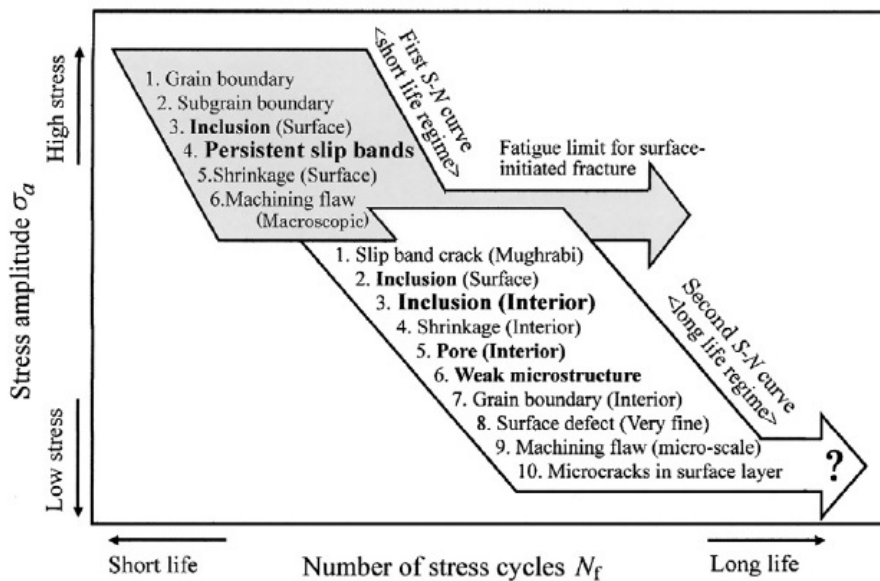 High stress
Low stress
Stress amplitude σa
1. Grain boundary
2. Subgrain boundary
3. Inclusion (Surface)
4. Persistent slip bands
5.Shrinkage (Surface)
6.Machining flaw
(Macroscopic)
First S-N curve
<short life regime>
Fatigue limit for surface-
initiated fracture
1. Slip band crack (Mughrabi)
2. Inclusion (Surface)
3. Inclusion (Interior)
4. Shrinkage (Interior)
5. Pore (Interior)
6. Weak microstructure
7. Grain boundary (Interior)
8. Surface defect (Very fine)
9. Machining flaw (micro-scale)
10. Microcracks in surface layer
Second S-N curve
<long life regime>
?
Short life
Number of stress cycles Nf
Long life